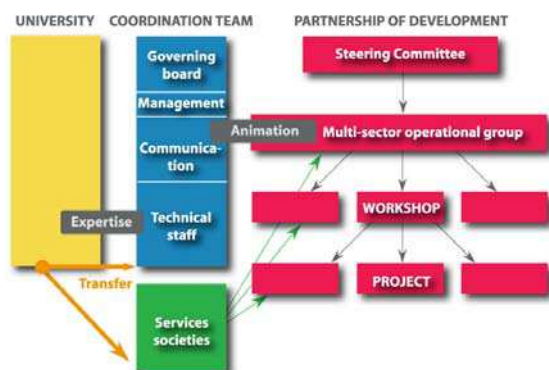 UNIVERSITY
COORDINATION TEAM
PARTNERSHIP OF DEVELOPMENT
Governing
board
Management
Communica-
tion
Technical
staff
Expertise
Animation
Transfer
Services
societies
Steering Committee
Multi-sector operational group
WORKSHOP
PROJECT